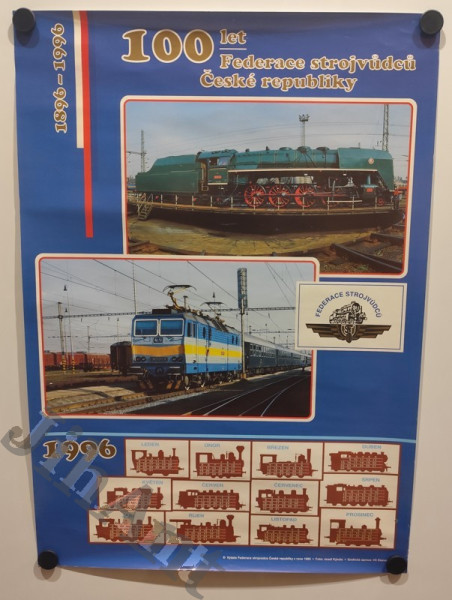 1896 - 1996
100 let
Federace strojvůdců
České republiky
FEDERACE STROJVŮDCŮ
1996
LEDEN
ÚNOR
BŘEZEN
DUBEN
KVĚTEN
ČERVEN
ČERVENEC
SRPEN
ŘÍJEN
LISTOPAD
PROSINEC
JinAnt